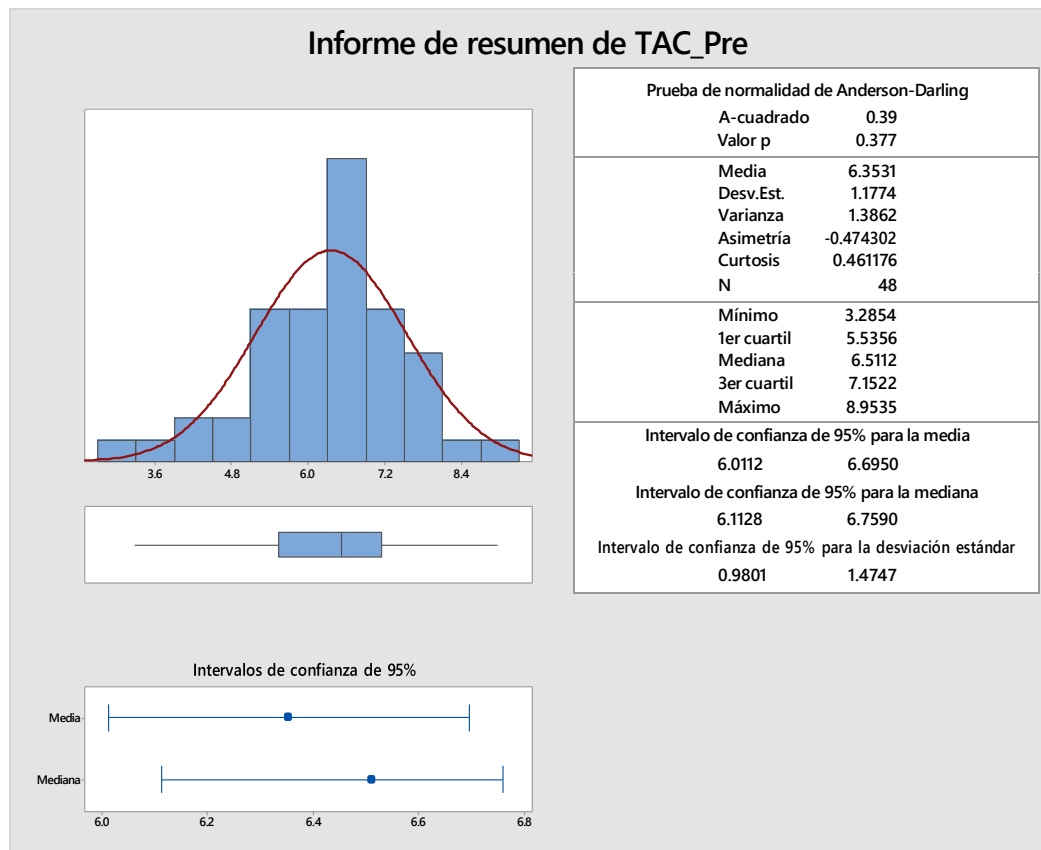 Informe de resumen de TAC_Pre
3.6 4.8 6.0 7.2 8.4
Intervalos de confianza de 95%
Media
Mediana
6.0 6.2 6.4 6.6 6.8
Prueba de normalidad de Anderson-Darling
A-cuadrado 0.39
Valor p 0.377
Media 6.3531
Desv.Est. 1.1774
Varianza 1.3862
Asimetría -0.474302
Curtosis 0.461176
N 48
Mínimo 3.2854
1er cuartil 5.5356
Mediana 6.5112
3er cuartil 7.1522
Máximo 8.9535
Intervalo de confianza de 95% para la media
6.0112 6.6950
Intervalo de confianza de 95% para la mediana
6.1128 6.7590
Intervalo de confianza de 95% para la desviación estándar
0.9801 1.4747